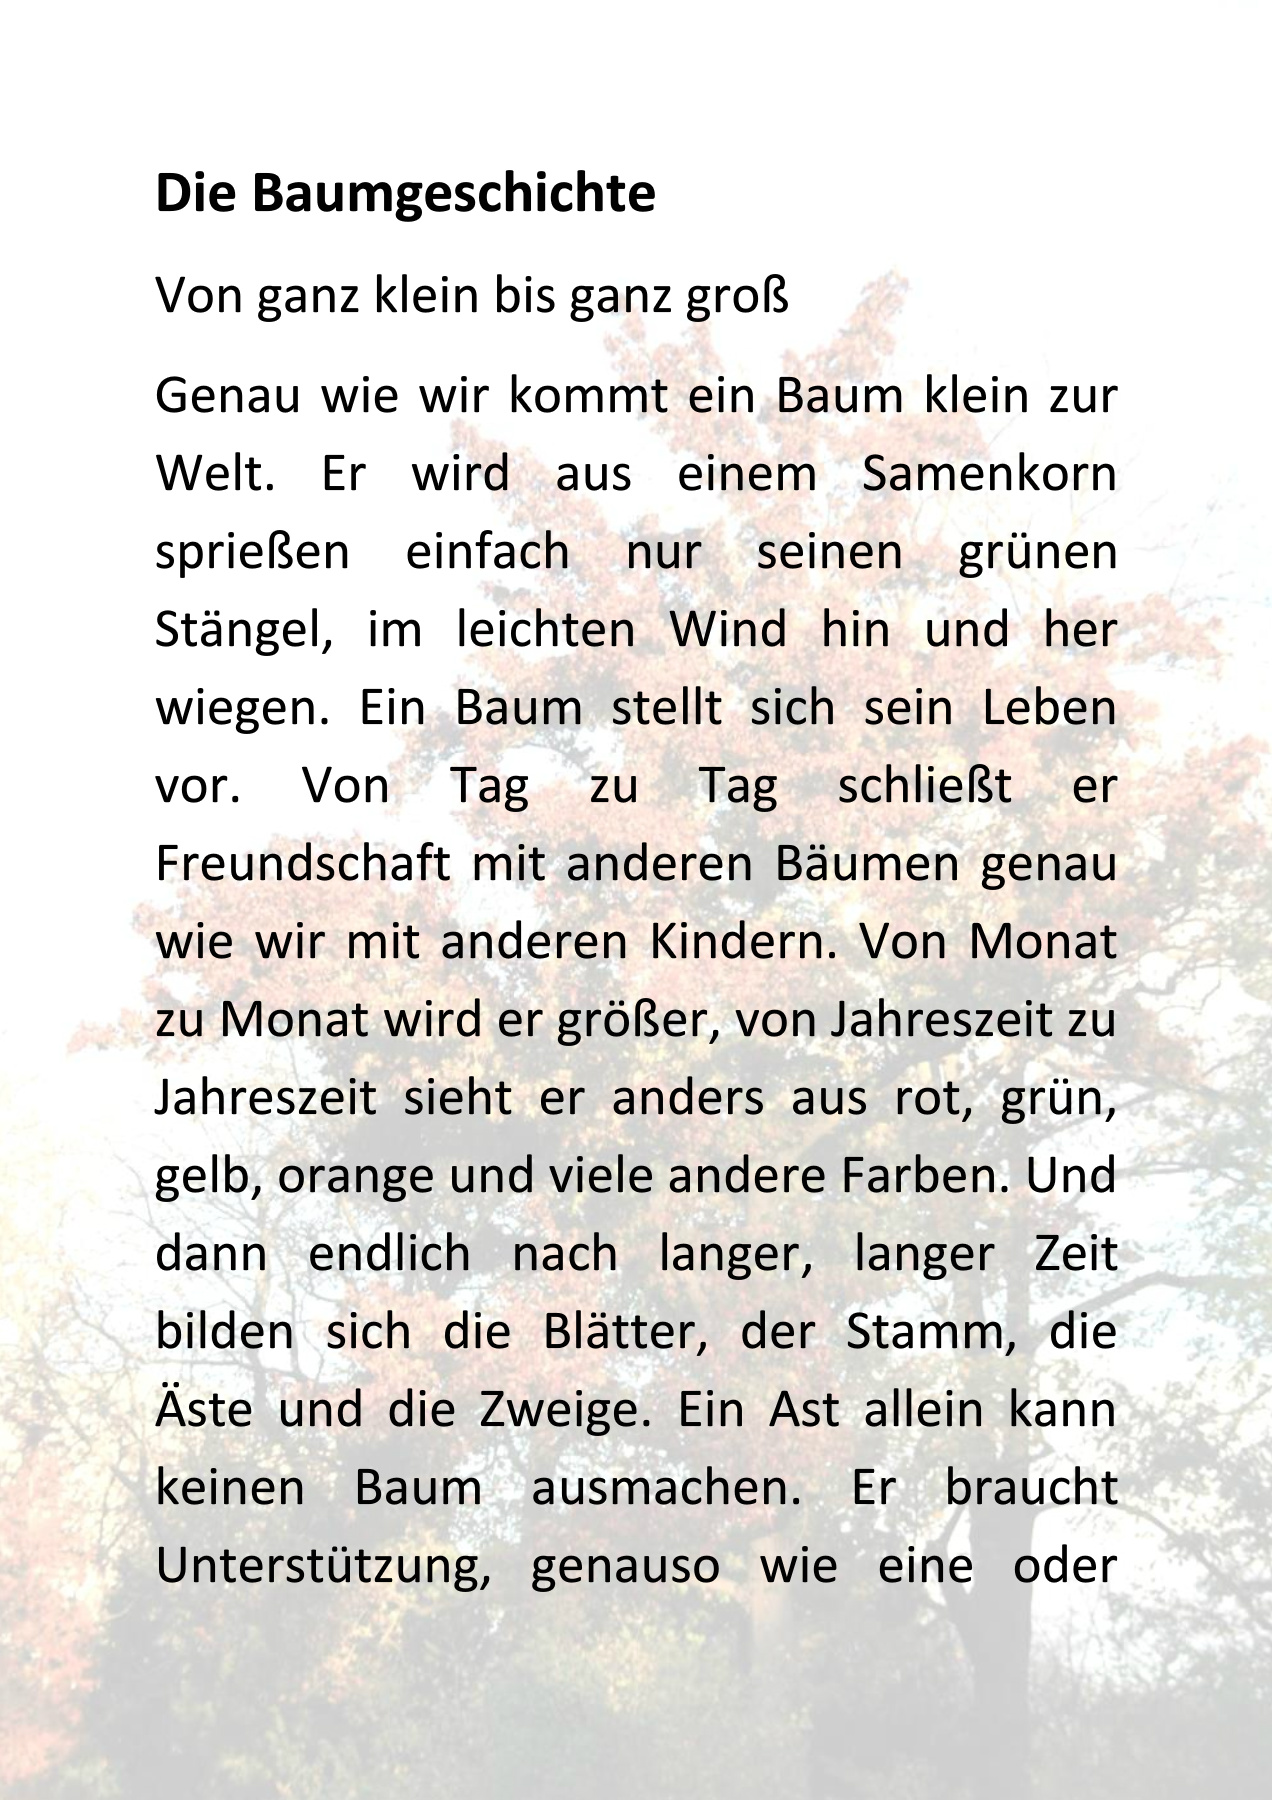 Die Baumgeschichte
Von ganz klein bis ganz groß
Genau wie wir kommt ein Baum klein zur
Welt. Er wird aus einem Samenkorn
sprießen einfach nur seinen grünen
Stängel, im leichten Wind hin und her
wiegen. Ein Baum stellt sich sein Leben
vor. Von Tag zu Tag schließt er
Freundschaft mit anderen Bäumen genau
wie wir mit anderen Kindern. Von Monat
zu Monat wird er größer, von Jahreszeit zu
Jahreszeit sieht er anders aus rot, grün,
gelb, orange und viele andere Farben. Und
dann endlich nach langer, langer Zeit
bilden sich die Blätter, der Stamm, die
Äste und die Zweige. Ein Ast allein kann
keinen Baum ausmachen. Er braucht
Unterstützung, genauso wie eine oder